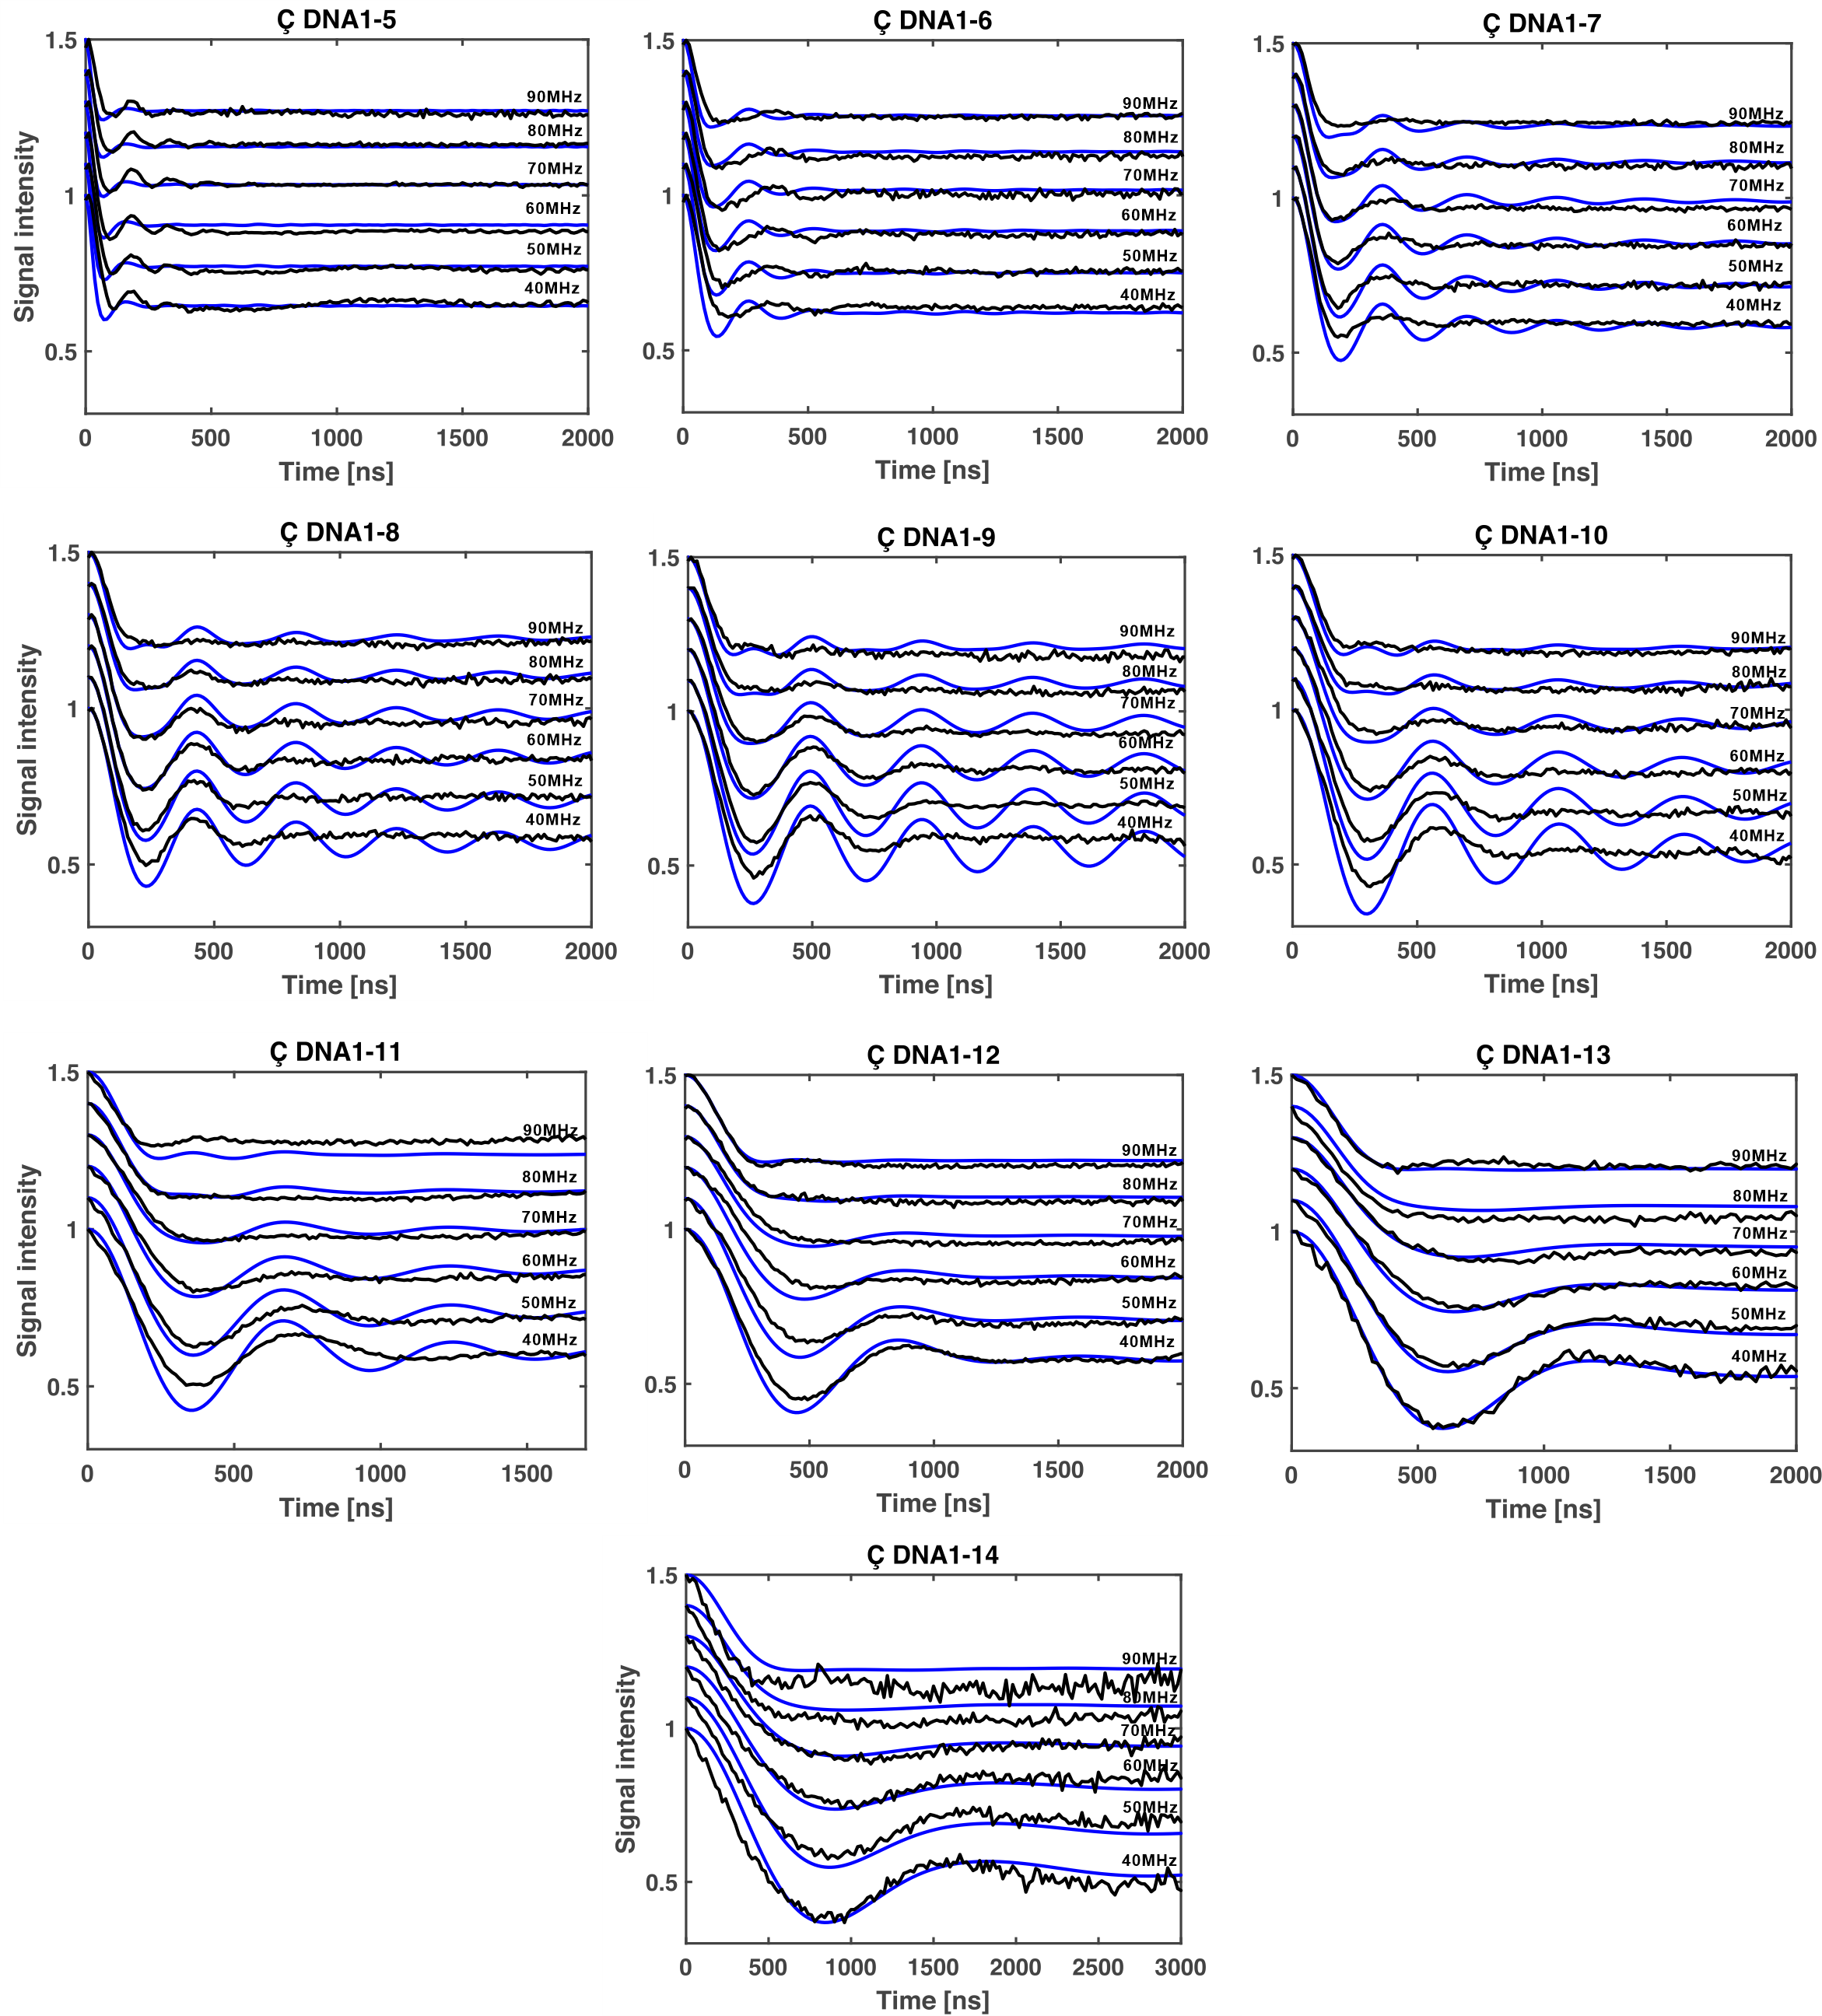 Ç DNA1-5
Signal intensity
1.5
1
0.5
90MHz
80MHz
70MHz
60MHz
50MHz
40MHz
0 500 1000 1500 2000
Time [ns]
Ç DNA1-6
1.5
1
0.5
90MHz
80MHz
70MHz
60MHz
50MHz
40MHz
0 500 1000 1500 2000
Time [ns]
Ç DNA1-7
1.5
1
0.5
90MHz
80MHz
70MHz
60MHz
50MHz
40MHz
0 500 1000 1500 2000
Time [ns]
Ç DNA1-8
Signal intensity
1.5
1
0.5
90MHz
80MHz
70MHz
60MHz
50MHz
40MHz
0 500 1000 1500 2000
Time [ns]
Ç DNA1-9
1.5
1
0.5
90MHz
80MHz
70MHz
60MHz
50MHz
40MHz
0 500 1000 1500 2000
Time [ns]
Ç DNA1-10
1.5
1
0.5
90MHz
80MHz
70MHz
60MHz
50MHz
40MHz
0 500 1000 1500 2000
Time [ns]
Ç DNA1-11
Signal intensity
1.5
1
0.5
90MHz
80MHz
70MHz
60MHz
50MHz
40MHz
0 500 1000 1500
Time [ns]
Ç DNA1-12
1.5
1
0.5
90MHz
80MHz
70MHz
60MHz
50MHz
40MHz
0 500 1000 1500 2000
Time [ns]
Ç DNA1-13
1.5
1
0.5
90MHz
80MHz
70MHz
60MHz
50MHz
40MHz
0 500 1000 1500 2000
Time [ns]
Ç DNA1-14
Signal intensity
1.5
1
0.5
90MHz
80MHz
70MHz
60MHz
50MHz
40MHz
0 500 1000 1500 2000 2500 3000
Time [ns]